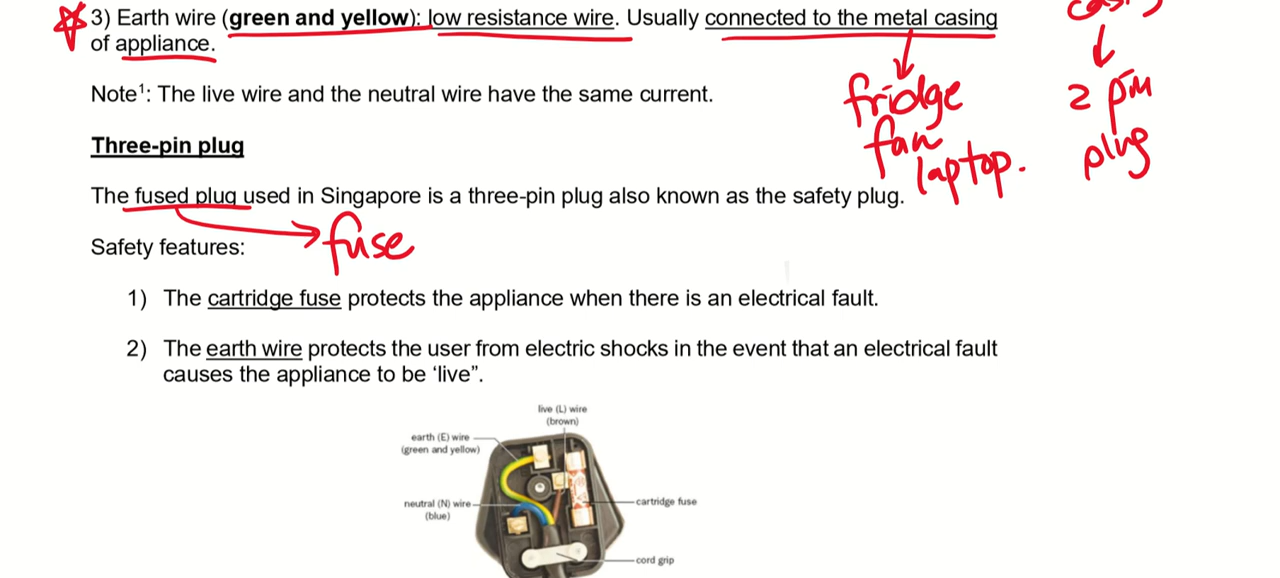 3) Earth wire (green and yellow): low resistance wire. Usually connected to the metal casing
of appliance.
Note¹: The live wire and the neutral wire have the same current.
fridge
fan
laptop.
2 pin
plug
Three-pin plug
The fused plug used in Singapore is a three-pin plug also known as the safety plug.
fuse
Safety features:
1) The cartridge fuse protects the appliance when there is an electrical fault.
2) The earth wire protects the user from electric shocks in the event that an electrical fault
causes the appliance to be ‘live”.
live (L) wire
(brown)
earth (E) wire
(green and yellow)
neutral (N) wire
(blue)
cartridge fuse
cord grip